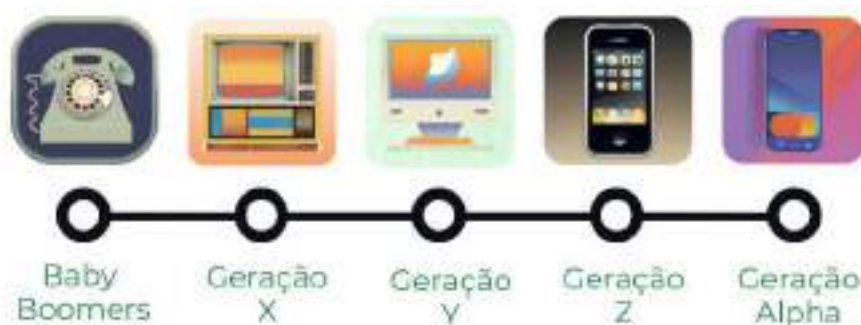 Baby
Boomers
Geração
X
Geração
Y
Geração
Z
Geração
Alpha